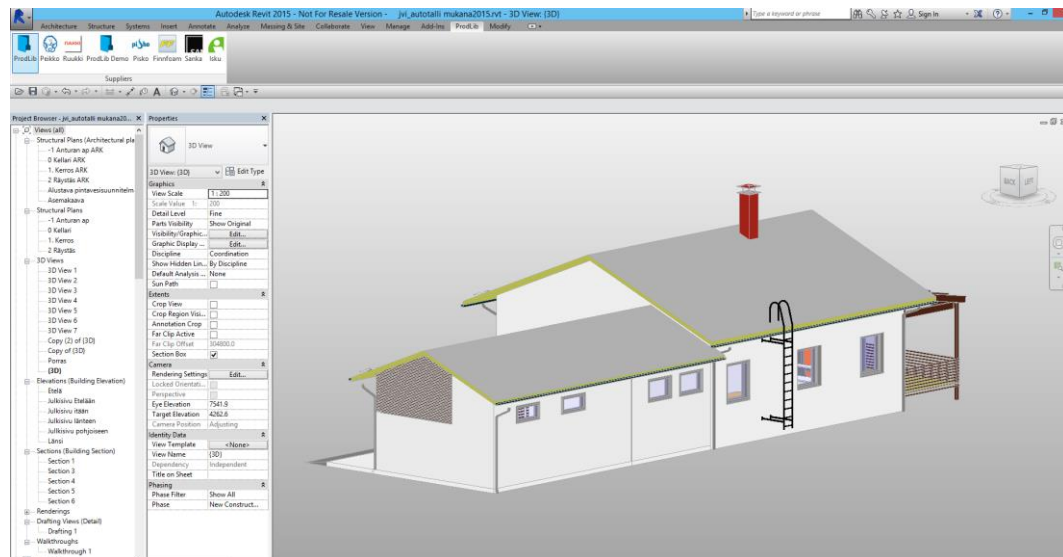 Autodesk Revit 2015 - Not For Resale Version - jvi_autotalli mukana2015.rvt - 3D View: {3D}
Type a keyword or phrase
Sign In
Architecture Structure Systems Insert Annotate Analyze Massing & Site Collaborate View Manage Add-Ins ProdLib Modify
ProdLib Peikko Ruukki ProdLib Demo Pisko Finnfoam Sanka Isku
Suppliers
Project Browser - jvi_autotalli mukana20...
Views (all)
Structural Plans (Architectural pla
-1 Anturan ap ARK
0 Kellari ARK
1. Kerros ARK
2 Räystäs ARK
Alustava pintavesisuunnitelm
Asemakaava
Structural Plans
-1 Anturan ap
0 Kellari
1. Kerros
2 Räystäs
3D Views
3D View 1
3D View 2
3D View 3
3D View 4
3D View 5
3D View 6
3D View 7
Copy (2) of {3D}
Copy of {3D}
Porras
{3D}
Elevations (Building Elevation)
Etelä
Julkisivu Etelään
Julkisivu itään
Julkisivu länteen
Julkisivu pohjoiseen
Länsi
Sections (Building Section)
Section 1
Section 3
Section 4
Section 5
Section 6
Renderings
Drafting Views (Detail)
Drafting 1
Walkthroughs
Walkthrough 1
Properties
3D View
3D View: {3D} Edit Type
Graphics
View Scale 1 : 200
Scale Value 1: 200
Detail Level Fine
Parts Visibility Show Original
Visibility/Graphic... Edit...
Graphic Display ... Edit...
Discipline Coordination
Show Hidden Lin... By Discipline
Default Analysis ... None
Sun Path
Extents
Crop View
Crop Region Visi...
Annotation Crop
Far Clip Active
Far Clip Offset 304800.0
Section Box
Camera
Rendering Settings Edit...
Locked Orientati...
Perspective
Eye Elevation 7541.9
Target Elevation 4262.6
Camera Position Adjusting
Identity Data
View Template <None>
View Name {3D}
Dependency Independent
Title on Sheet
Phasing
Phase Filter Show All
Phase New Construct...
BACK LEFT